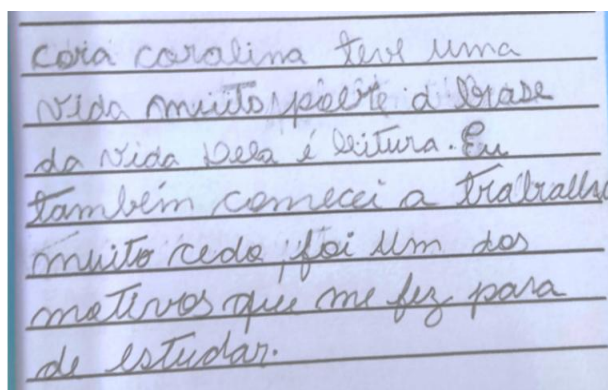 cora coralina teve uma
vida muito pobre a base
da vida dela é leitura. Eu
também comecei a trabalha
muito cedo, foi um dos
motivos que me fez para
de estudar.